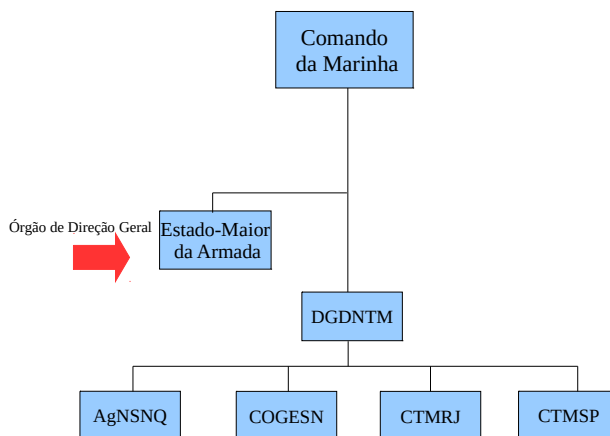 Comando
da Marinha
Órgão de Direção Geral
Estado-Maior
da Armada
DGDNTM
AgNSNQ
COGESN
CTMRJ
CTMSP